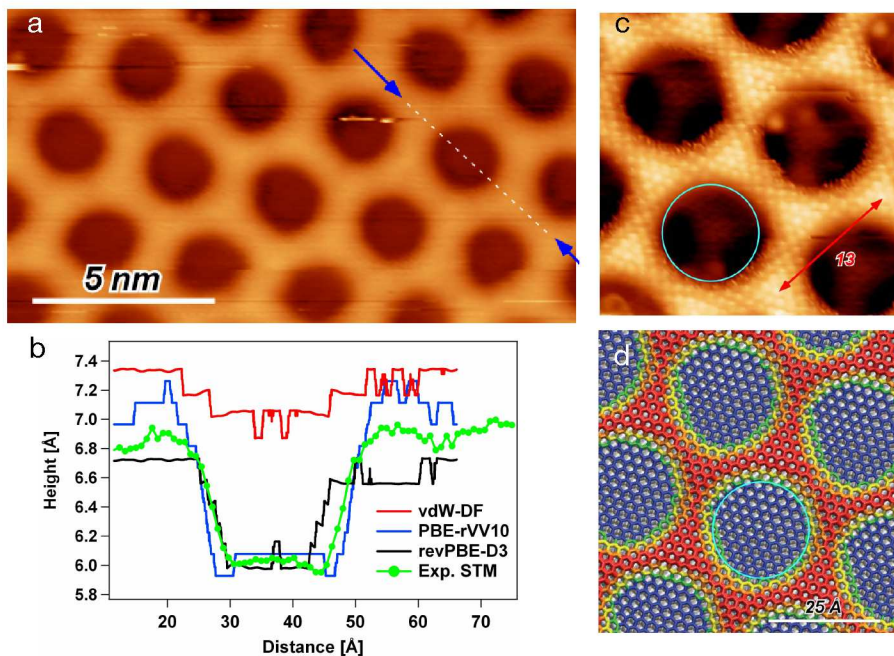 a
5 nm
c
13
b
7.4
7.2
7.0
6.8
6.6
6.4
6.2
6.0
5.8
Height [Å]
vdW-DF
PBE-rVV10
revPBE-D3
Exp. STM
20
30
40
50
60
70
Distance [Å]
d
25 Å